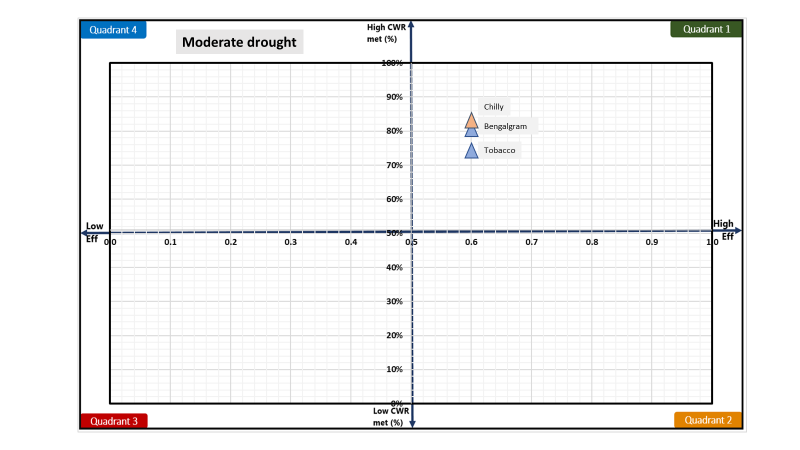 Quadrant 4
Moderate drought
High CWR
met (%)
Quadrant 1
100%
90%
Chilly
80%
Bengalgram
70%
Tobacco
60%
Low
Eff
50%
High
Eff
0.0 0.1 0.2 0.3 0.4 0.5 0.6 0.7 0.8 0.9 1.0
40%
30%
20%
10%
0%
Low CWR
met (%)
Quadrant 3
Quadrant 2